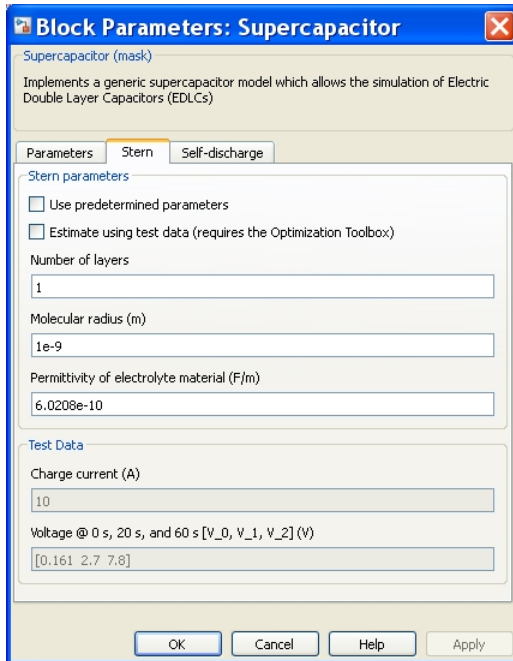 Block Parameters: Supercapacitor
Supercapacitor (mask)
Implements a generic supercapacitor model which allows the simulation of Electric
Double Layer Capacitors (EDLCs)
Parameters Stern Self-discharge
Stern parameters
Use predetermined parameters
Estimate using test data (requires the Optimization Toolbox)
Number of layers
1
Molecular radius (m)
1e-9
Permittivity of electrolyte material (F/m)
6.0208e-10
Test Data
Charge current (A)
10
Voltage @ 0 s, 20 s, and 60 s [V_0, V_1, V_2] (V)
[0.161 2.7 7.8]
OK Cancel Help Apply